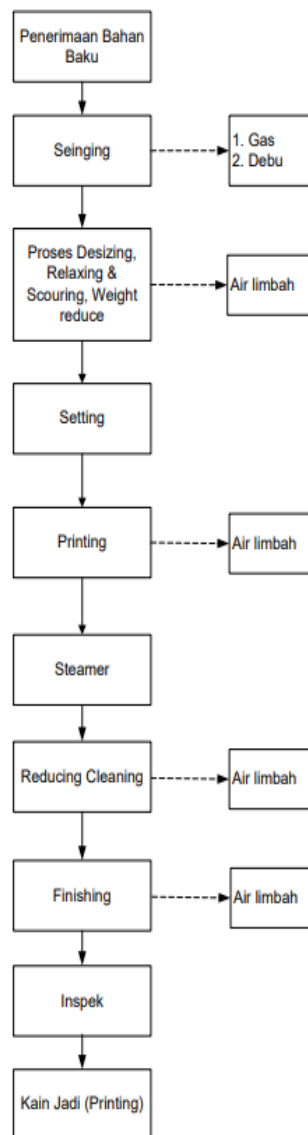 Penerimaan Bahan
Baku
Seinging
1. Gas
2. Debu
Proses Desizing,
Relaxing &
Scouring, Weight
reduce
Air limbah
Setting
Printing
Air limbah
Steamer
Reducing Cleaning
Air limbah
Finishing
Air limbah
Inspek
Kain Jadi (Printing)